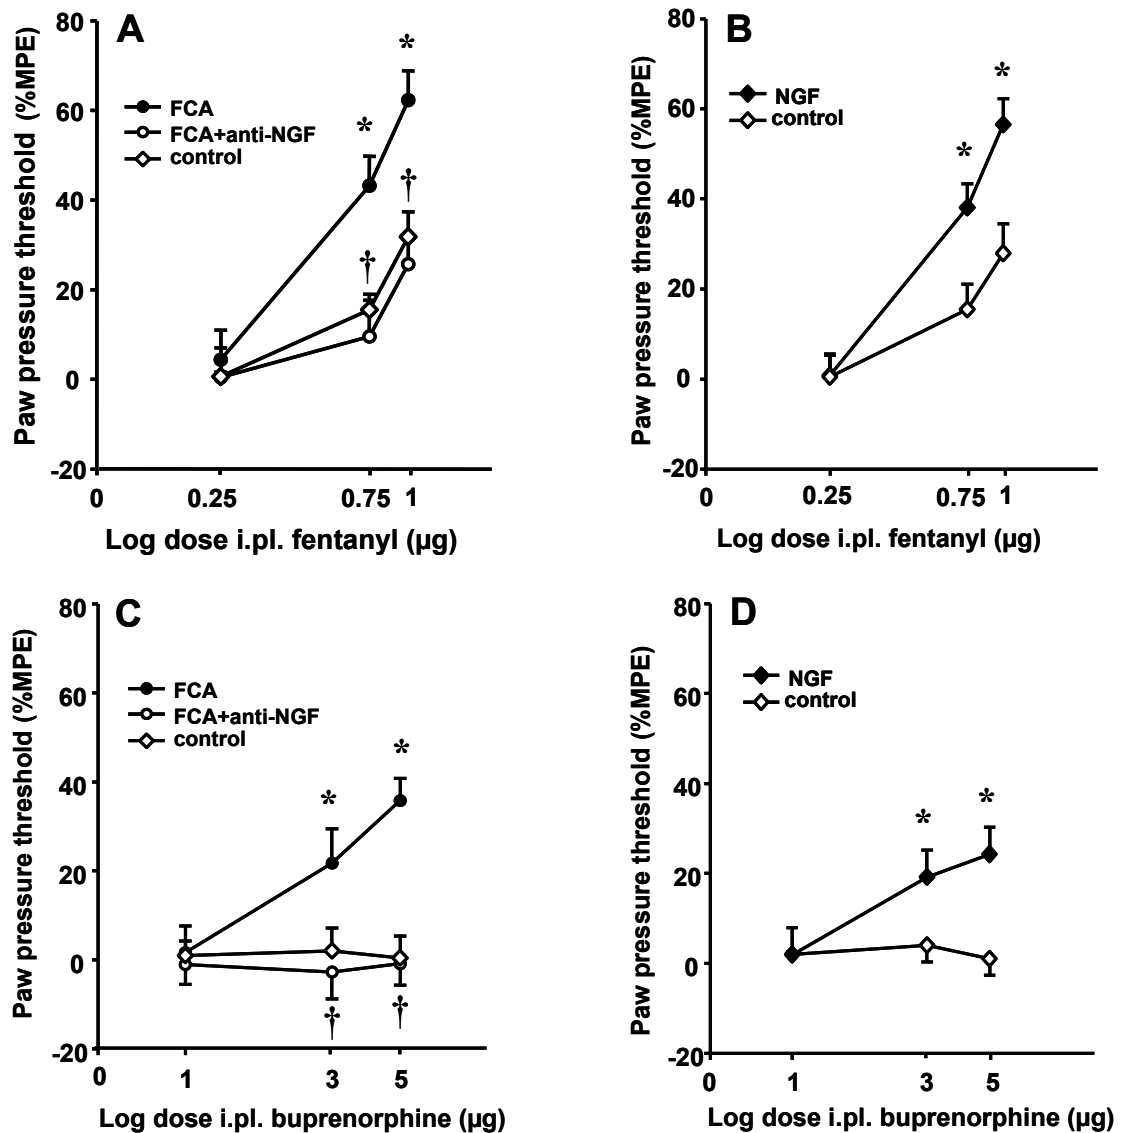 A
Paw pressure threshold (%MPE)
80
60
40
20
0
-20
FCA
FCA+anti-NGF
control
*
*
†
†
0 0.25 0.75 1
Log dose i.pl. fentanyl (µg)
B
Paw pressure threshold (%MPE)
80
60
40
20
0
-20
NGF
control
*
*
0 0.25 0.75 1
Log dose i.pl. fentanyl (µg)
C
Paw pressure threshold (%MPE)
80
60
40
20
0
-20
FCA
FCA+anti-NGF
control
*
*
†
†
0 1 3 5
Log dose i.pl. buprenorphine (µg)
D
Paw pressure threshold (%MPE)
80
60
40
20
0
-20
NGF
control
*
*
0 1 3 5
Log dose i.pl. buprenorphine (µg)